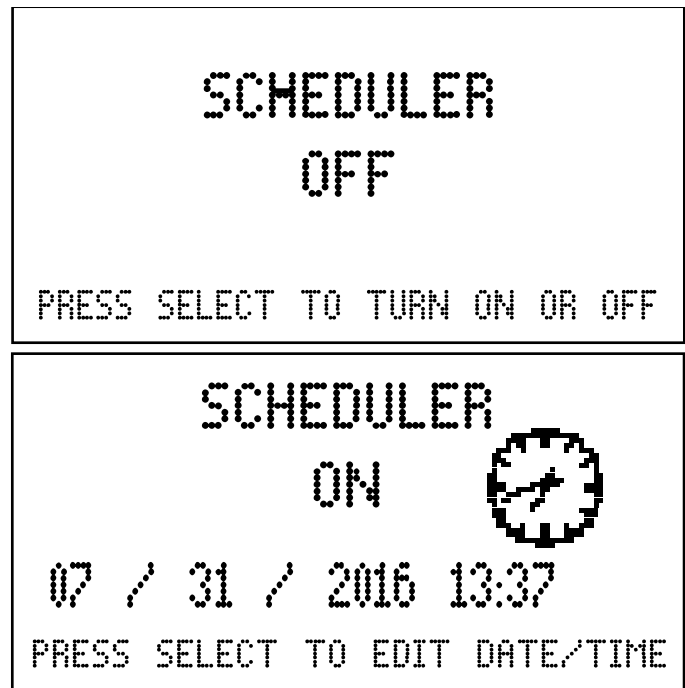 SCHEDULER
OFF
PRESS SELECT TO TURN ON OR OFF
SCHEDULER
ON
07 / 31 / 2016 13:37
PRESS SELECT TO EDIT DATE/TIME